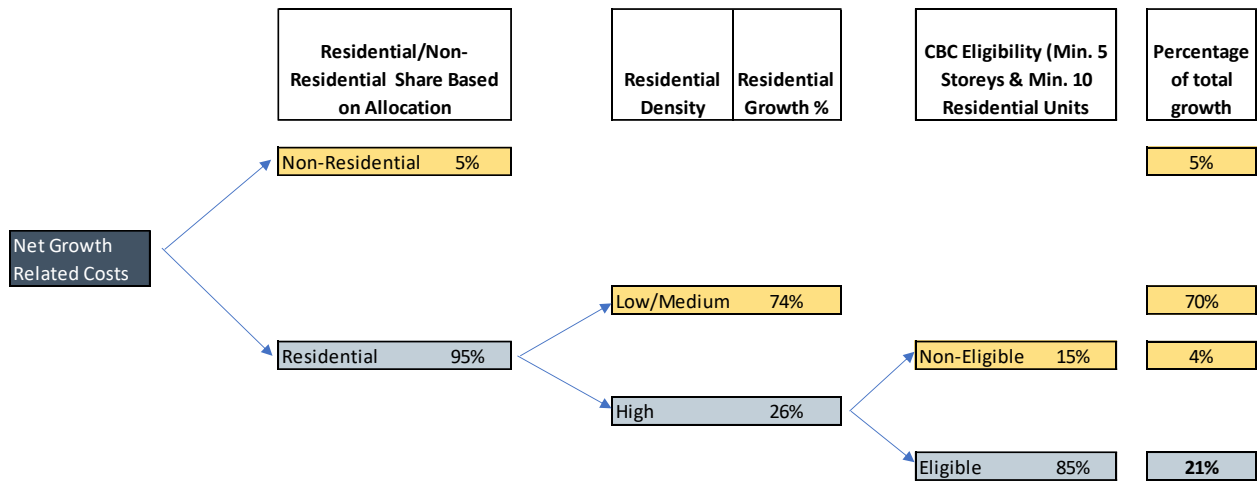 Residential/Non-
Residential Share Based
on Allocation
Residential
Density
Residential
Growth %
CBC Eligibility (Min. 5
Storeys & Min. 10
Residential Units
Percentage
of total
growth
Non-Residential 5%
5%
Net Growth
Related Costs
Low/Medium 74%
70%
Residential 95%
Non-Eligible 15%
4%
High 26%
Eligible 85%
21%